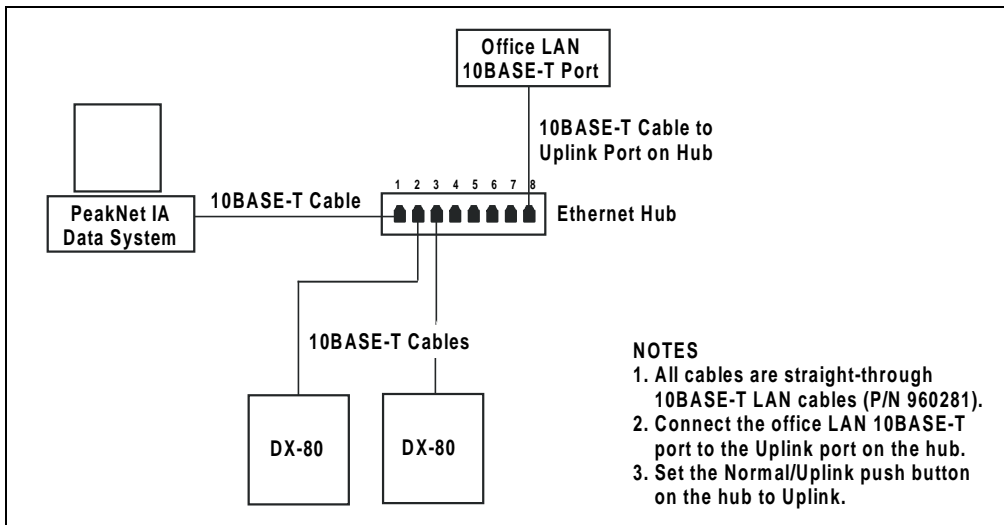 Office LAN
10BASE-T Port
10BASE-T Cable to
Uplink Port on Hub
1 2 3 4 5 6 7 8
10BASE-T Cable
PeakNet IA
Data System
Ethernet Hub
10BASE-T Cables
DX-80
DX-80
NOTES
1. All cables are straight-through
10BASE-T LAN cables (P/N 960281).
2. Connect the office LAN 10BASE-T
port to the Uplink port on the hub.
3. Set the Normal/Uplink push button
on the hub to Uplink.